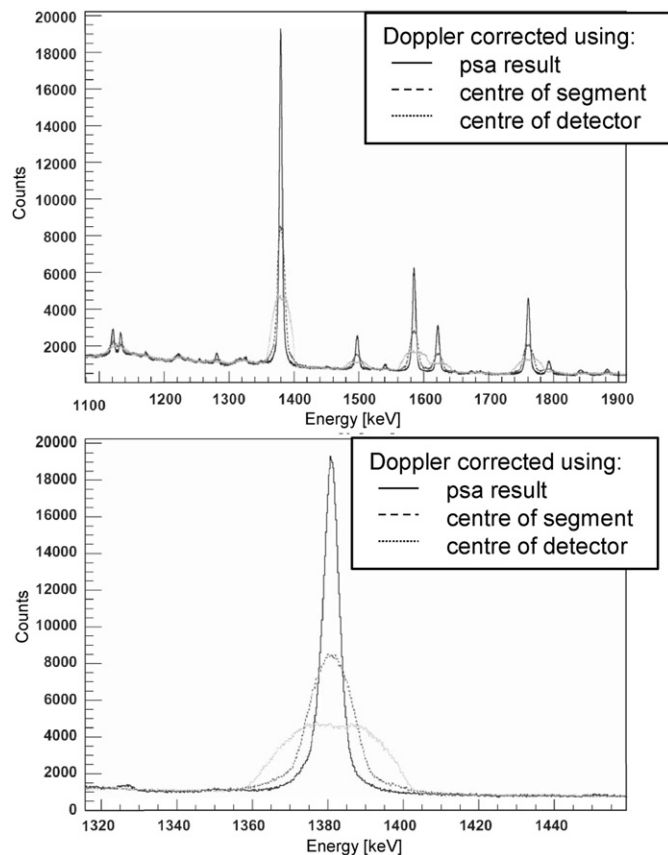 20000
18000
16000
14000
12000
10000
8000
6000
4000
2000
Counts
Doppler corrected using:
psa result
centre of segment
centre of detector
1100 1200 1300 1400 1500 1600 1700 1800 1900
Energy [keV]
20000
18000
16000
14000
12000
10000
8000
6000
4000
2000
0
Counts
Doppler corrected using:
psa result
centre of segment
centre of detector
1320 1340 1360 1380 1400 1420 1440
Energy [keV]